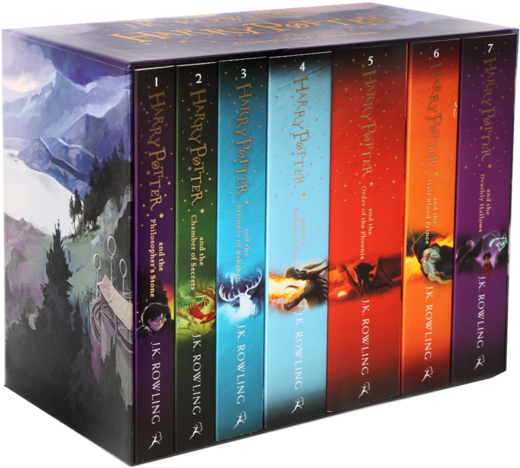 J.K. ROWLING
HARRY POTTER
1
HARRY POTTER
and the
Philosopher's Stone
J.K. ROWLING
2
HARRY POTTER
and the
Chamber of Secrets
J.K. ROWLING
3
HARRY POTTER
and the
Prisoner of Azkaban
J.K. ROWLING
4
HARRY POTTER
and the
J.K. ROWLING
5
HARRY POTTER
and the
Order of the Phoenix
J.K. ROWLING
6
HARRY POTTER
and the
Half-Blood Prince
J.K. ROWLING
7
HARRY POTTER
and the
Deathly Hallows
J.K. ROWLING